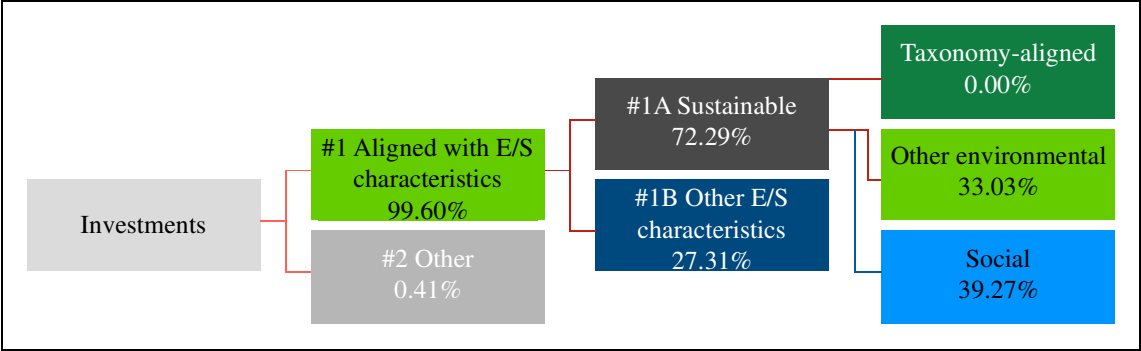 Investments
#1 Aligned with E/S
characteristics
99.60%
#2 Other
0.41%
#1A Sustainable
72.29%
#1B Other E/S
characteristics
27.31%
Taxonomy-aligned
0.00%
Other environmental
33.03%
Social
39.27%